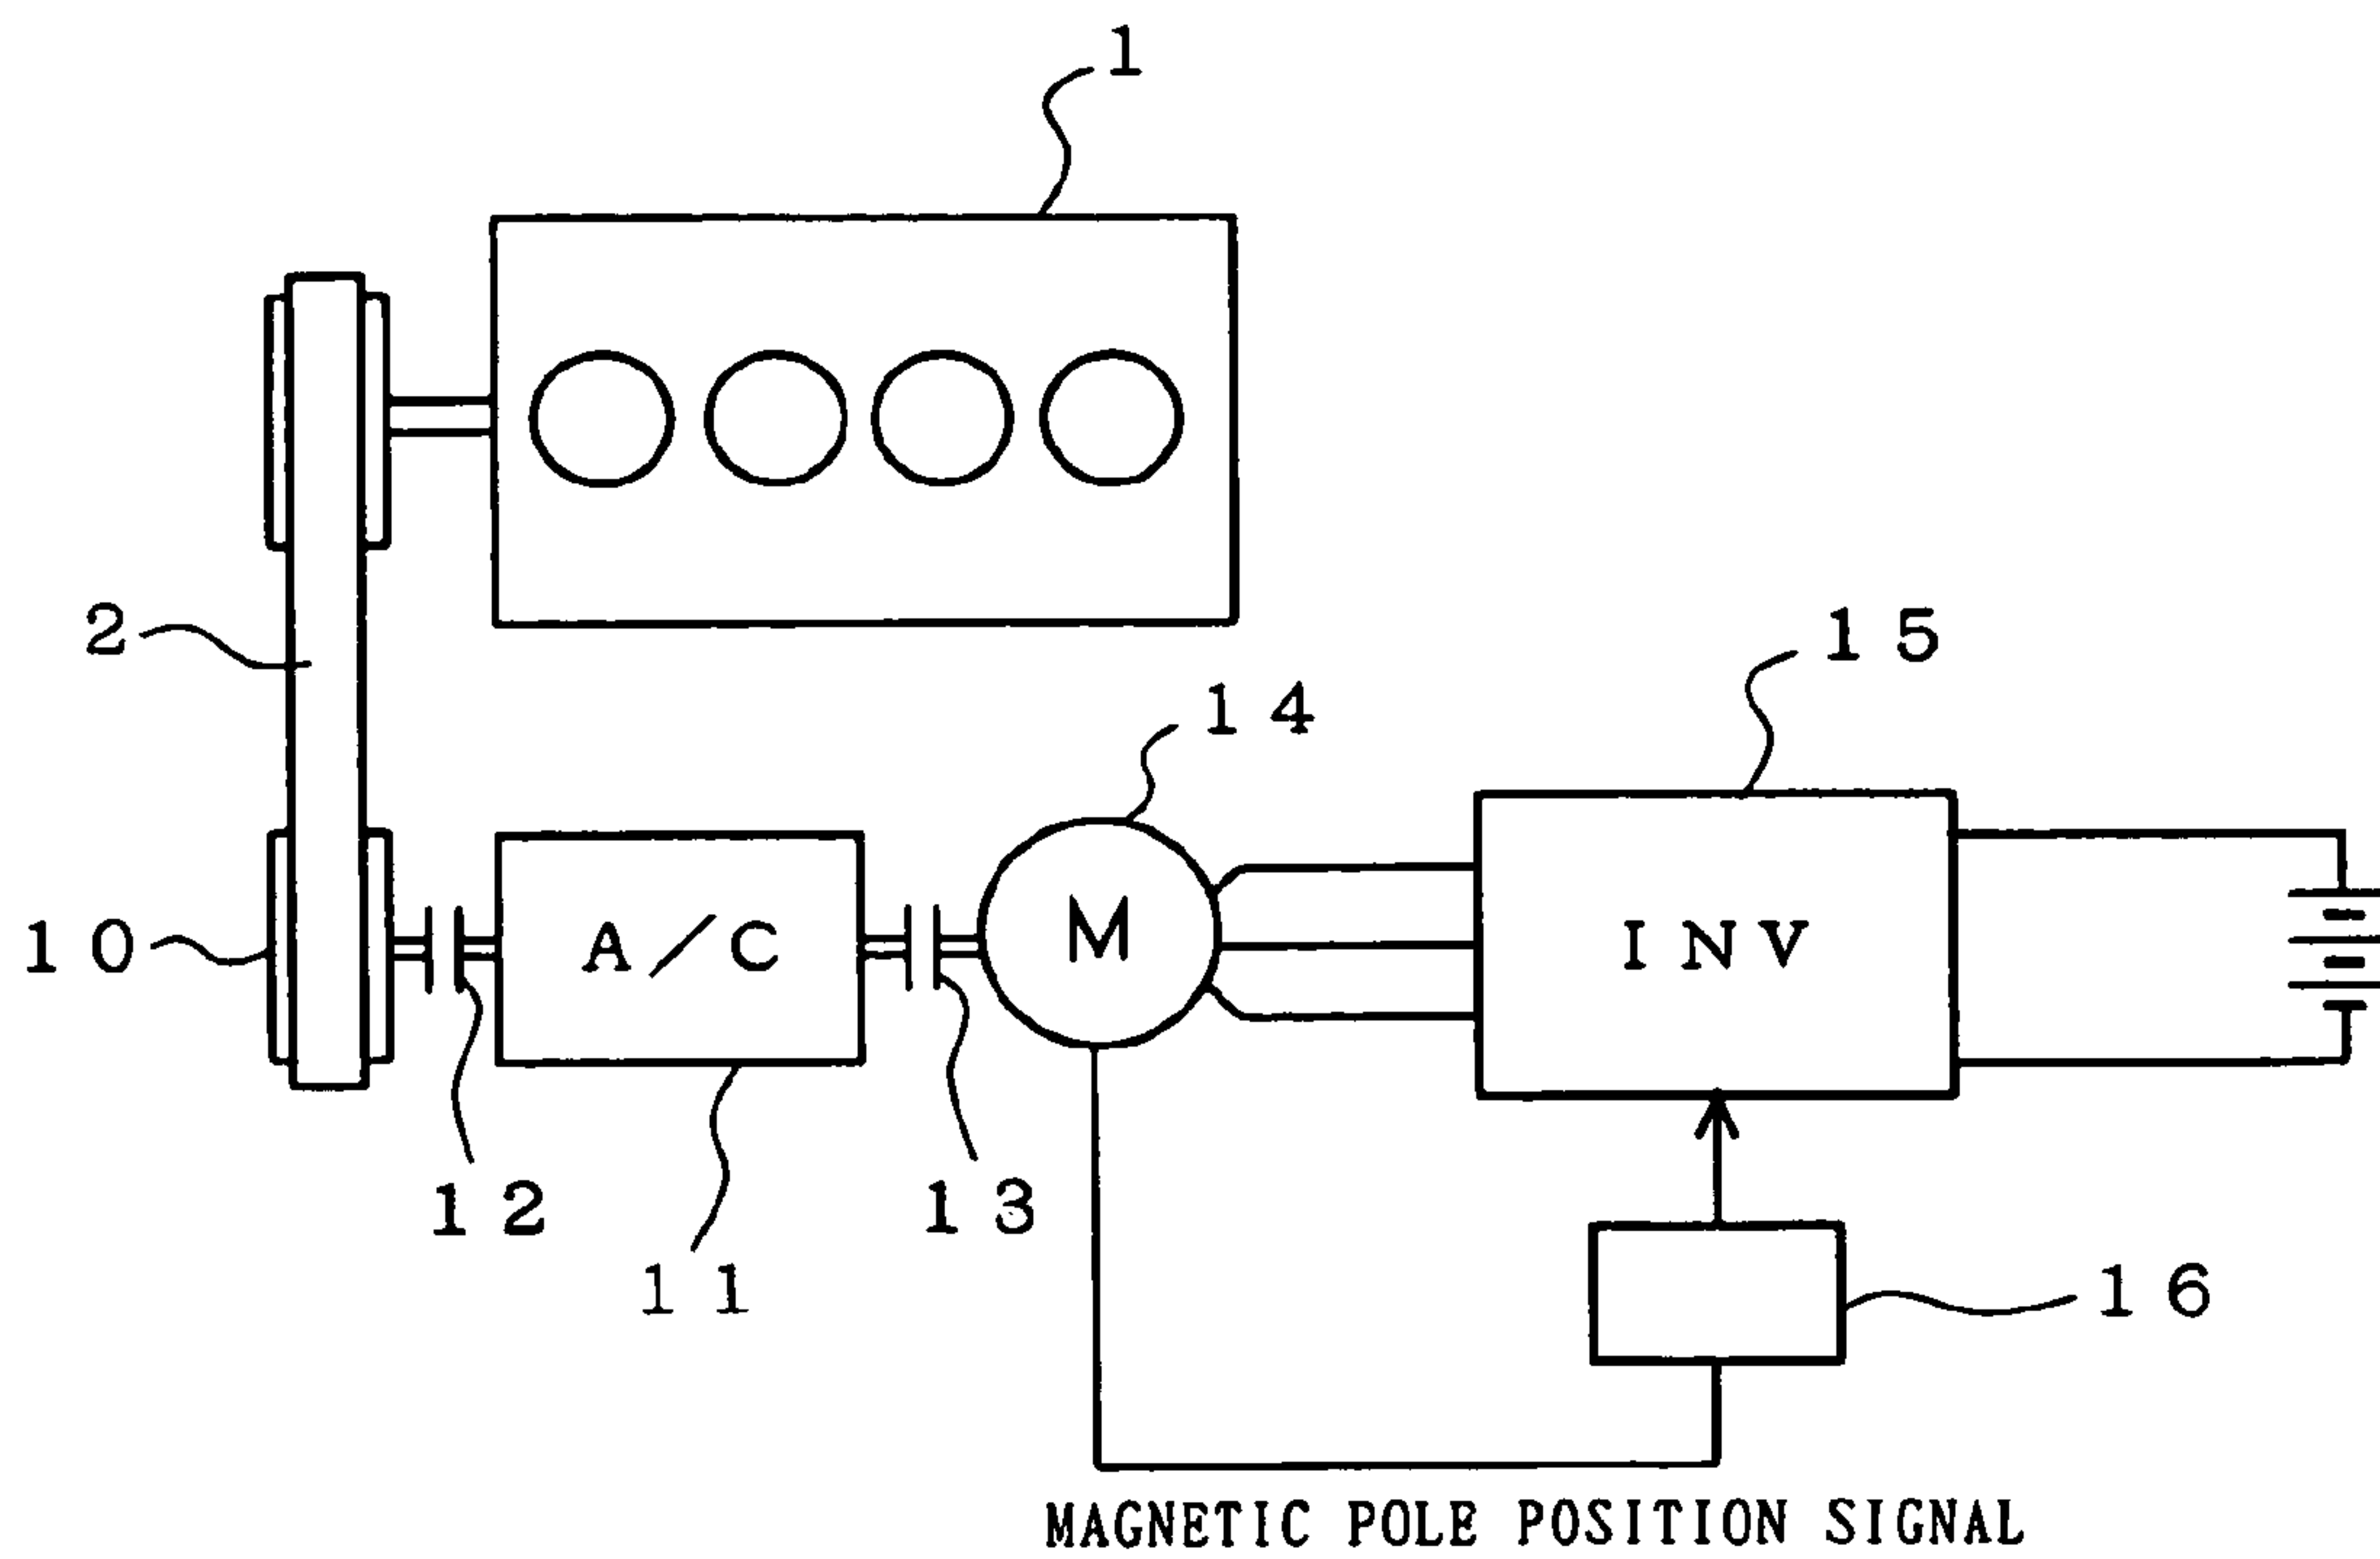 1
2
15
14
10
A/C
M
INV
12
13
11
16
MAGNETIC POLE POSITION SIGNAL